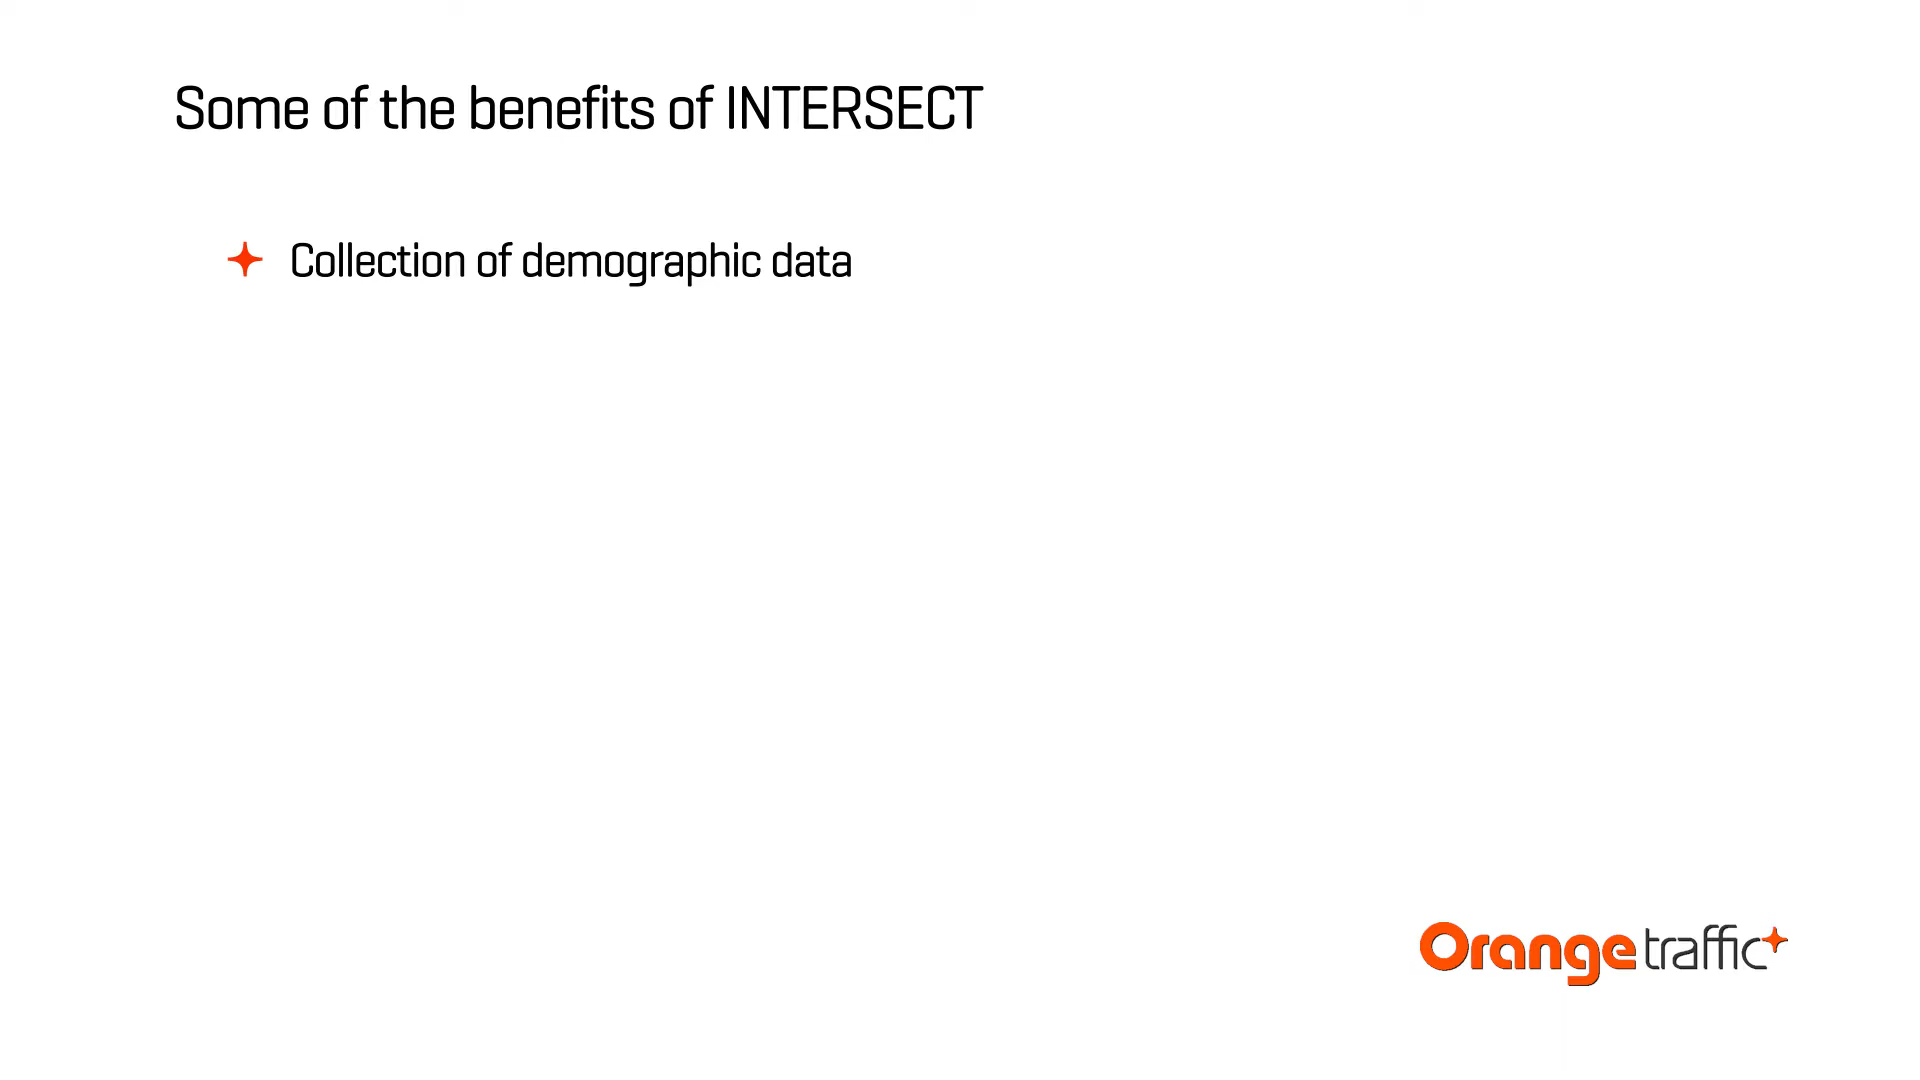 Some of the benefits of INTERSECT
Collection of demographic data
Orangetraffic